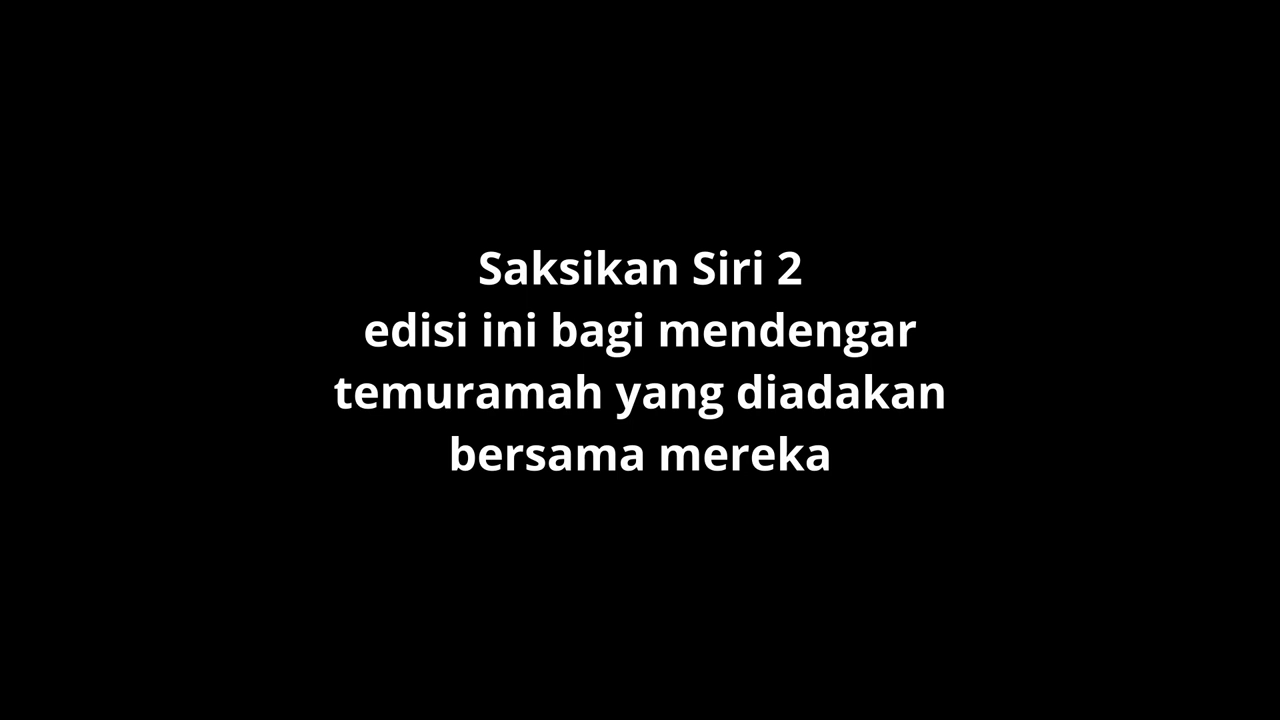 Saksikan Siri 2
edisi ini bagi mendengar
temuramah yang diadakan
bersama mereka